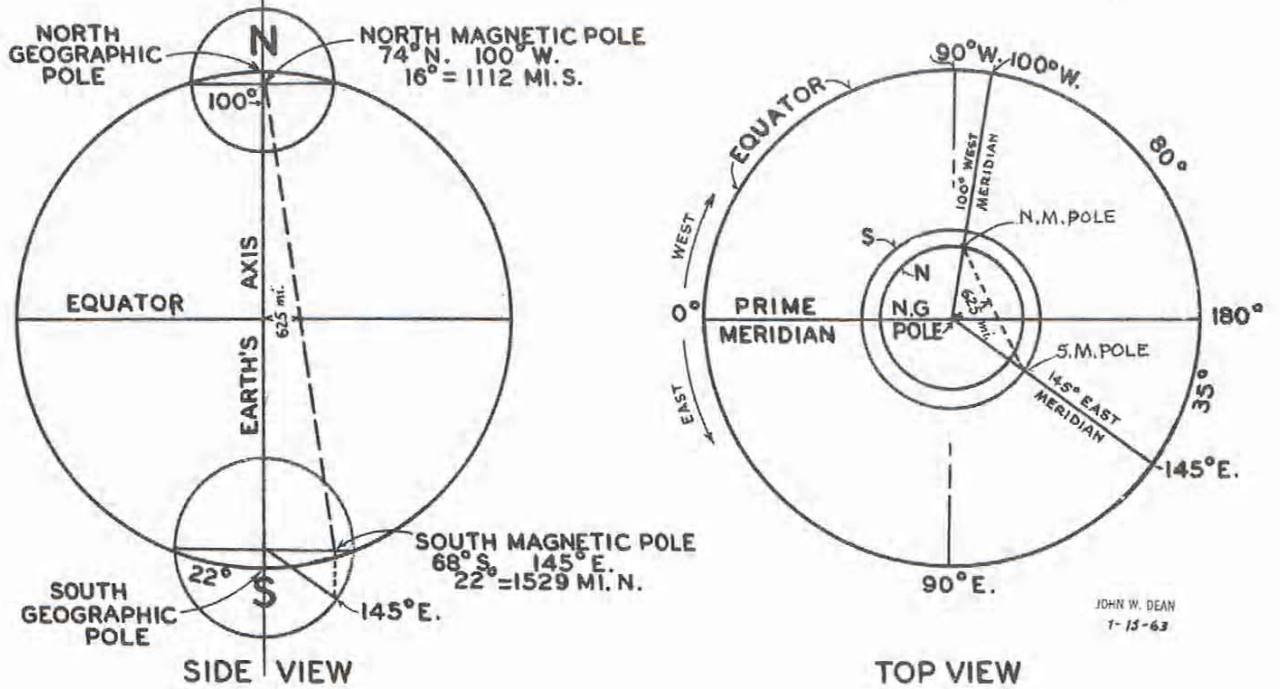 NORTH
GEOGRAPHIC
POLE
N
NORTH MAGNETIC POLE
74°N. 100°W.
16° = 1112 MI. S.
100°
EQUATOR
EARTH'S AXIS
625 mi.
SOUTH MAGNETIC POLE
68°S. 145°E.
22°=1529 MI. N.
22°
S
SOUTH
GEOGRAPHIC
POLE
145°E.
SIDE VIEW
90°W. 100°W.
EQUATOR
80°
100° WEST
MERIDIAN
WEST
N.M. POLE
S
N
0°
PRIME
MERIDIAN
N.G
POLE
625 mi.
180°
S.M. POLE
35°
145° EAST
MERIDIAN
EAST
145°E.
90°E.
JOHN W. DEAN
1-15-63
TOP VIEW